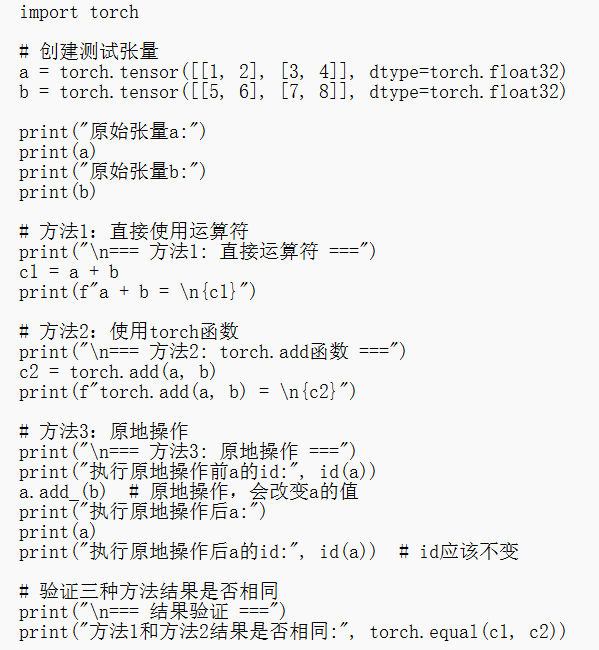 import torch
# 创建测试张量
a = torch.tensor([[1, 2], [3, 4]], dtype=torch.float32)
b = torch.tensor([[5, 6], [7, 8]], dtype=torch.float32)
print("原始张量a:")
print(a)
print("原始张量b:")
print(b)
# 方法1: 直接使用运算符
print("\n=== 方法1: 直接运算符 ===")
c1 = a + b
print(f"a + b = \n{c1}")
# 方法2: 使用torch函数
print("\n=== 方法2: torch.add函数 ===")
c2 = torch.add(a, b)
print(f"torch.add(a, b) = \n{c2}")
# 方法3: 原地操作
print("\n=== 方法3: 原地操作 ===")
print("执行原地操作前a的id:", id(a))
a.add_(b)  # 原地操作，会改变a的值
print("执行原地操作后a:")
print(a)
print("执行原地操作后a的id:", id(a))  # id应该不变
# 验证三种方法结果是否相同
print("\n=== 结果验证 ===")
print("方法1和方法2结果是否相同:", torch.equal(c1, c2))